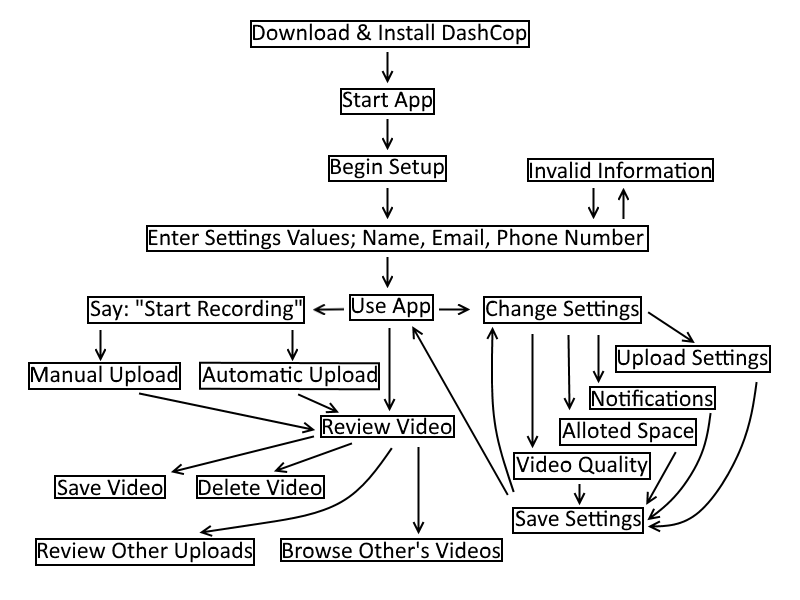 Download & Install DashCop
Start App
Begin Setup
Invalid Information
Enter Settings Values; Name, Email, Phone Number
Say: "Start Recording"
Use App
Change Settings
Upload Settings
Manual Upload
Automatic Upload
Notifications
Review Video
Alloted Space
Video Quality
Save Video
Delete Video
Save Settings
Review Other Uploads
Browse Other's Videos